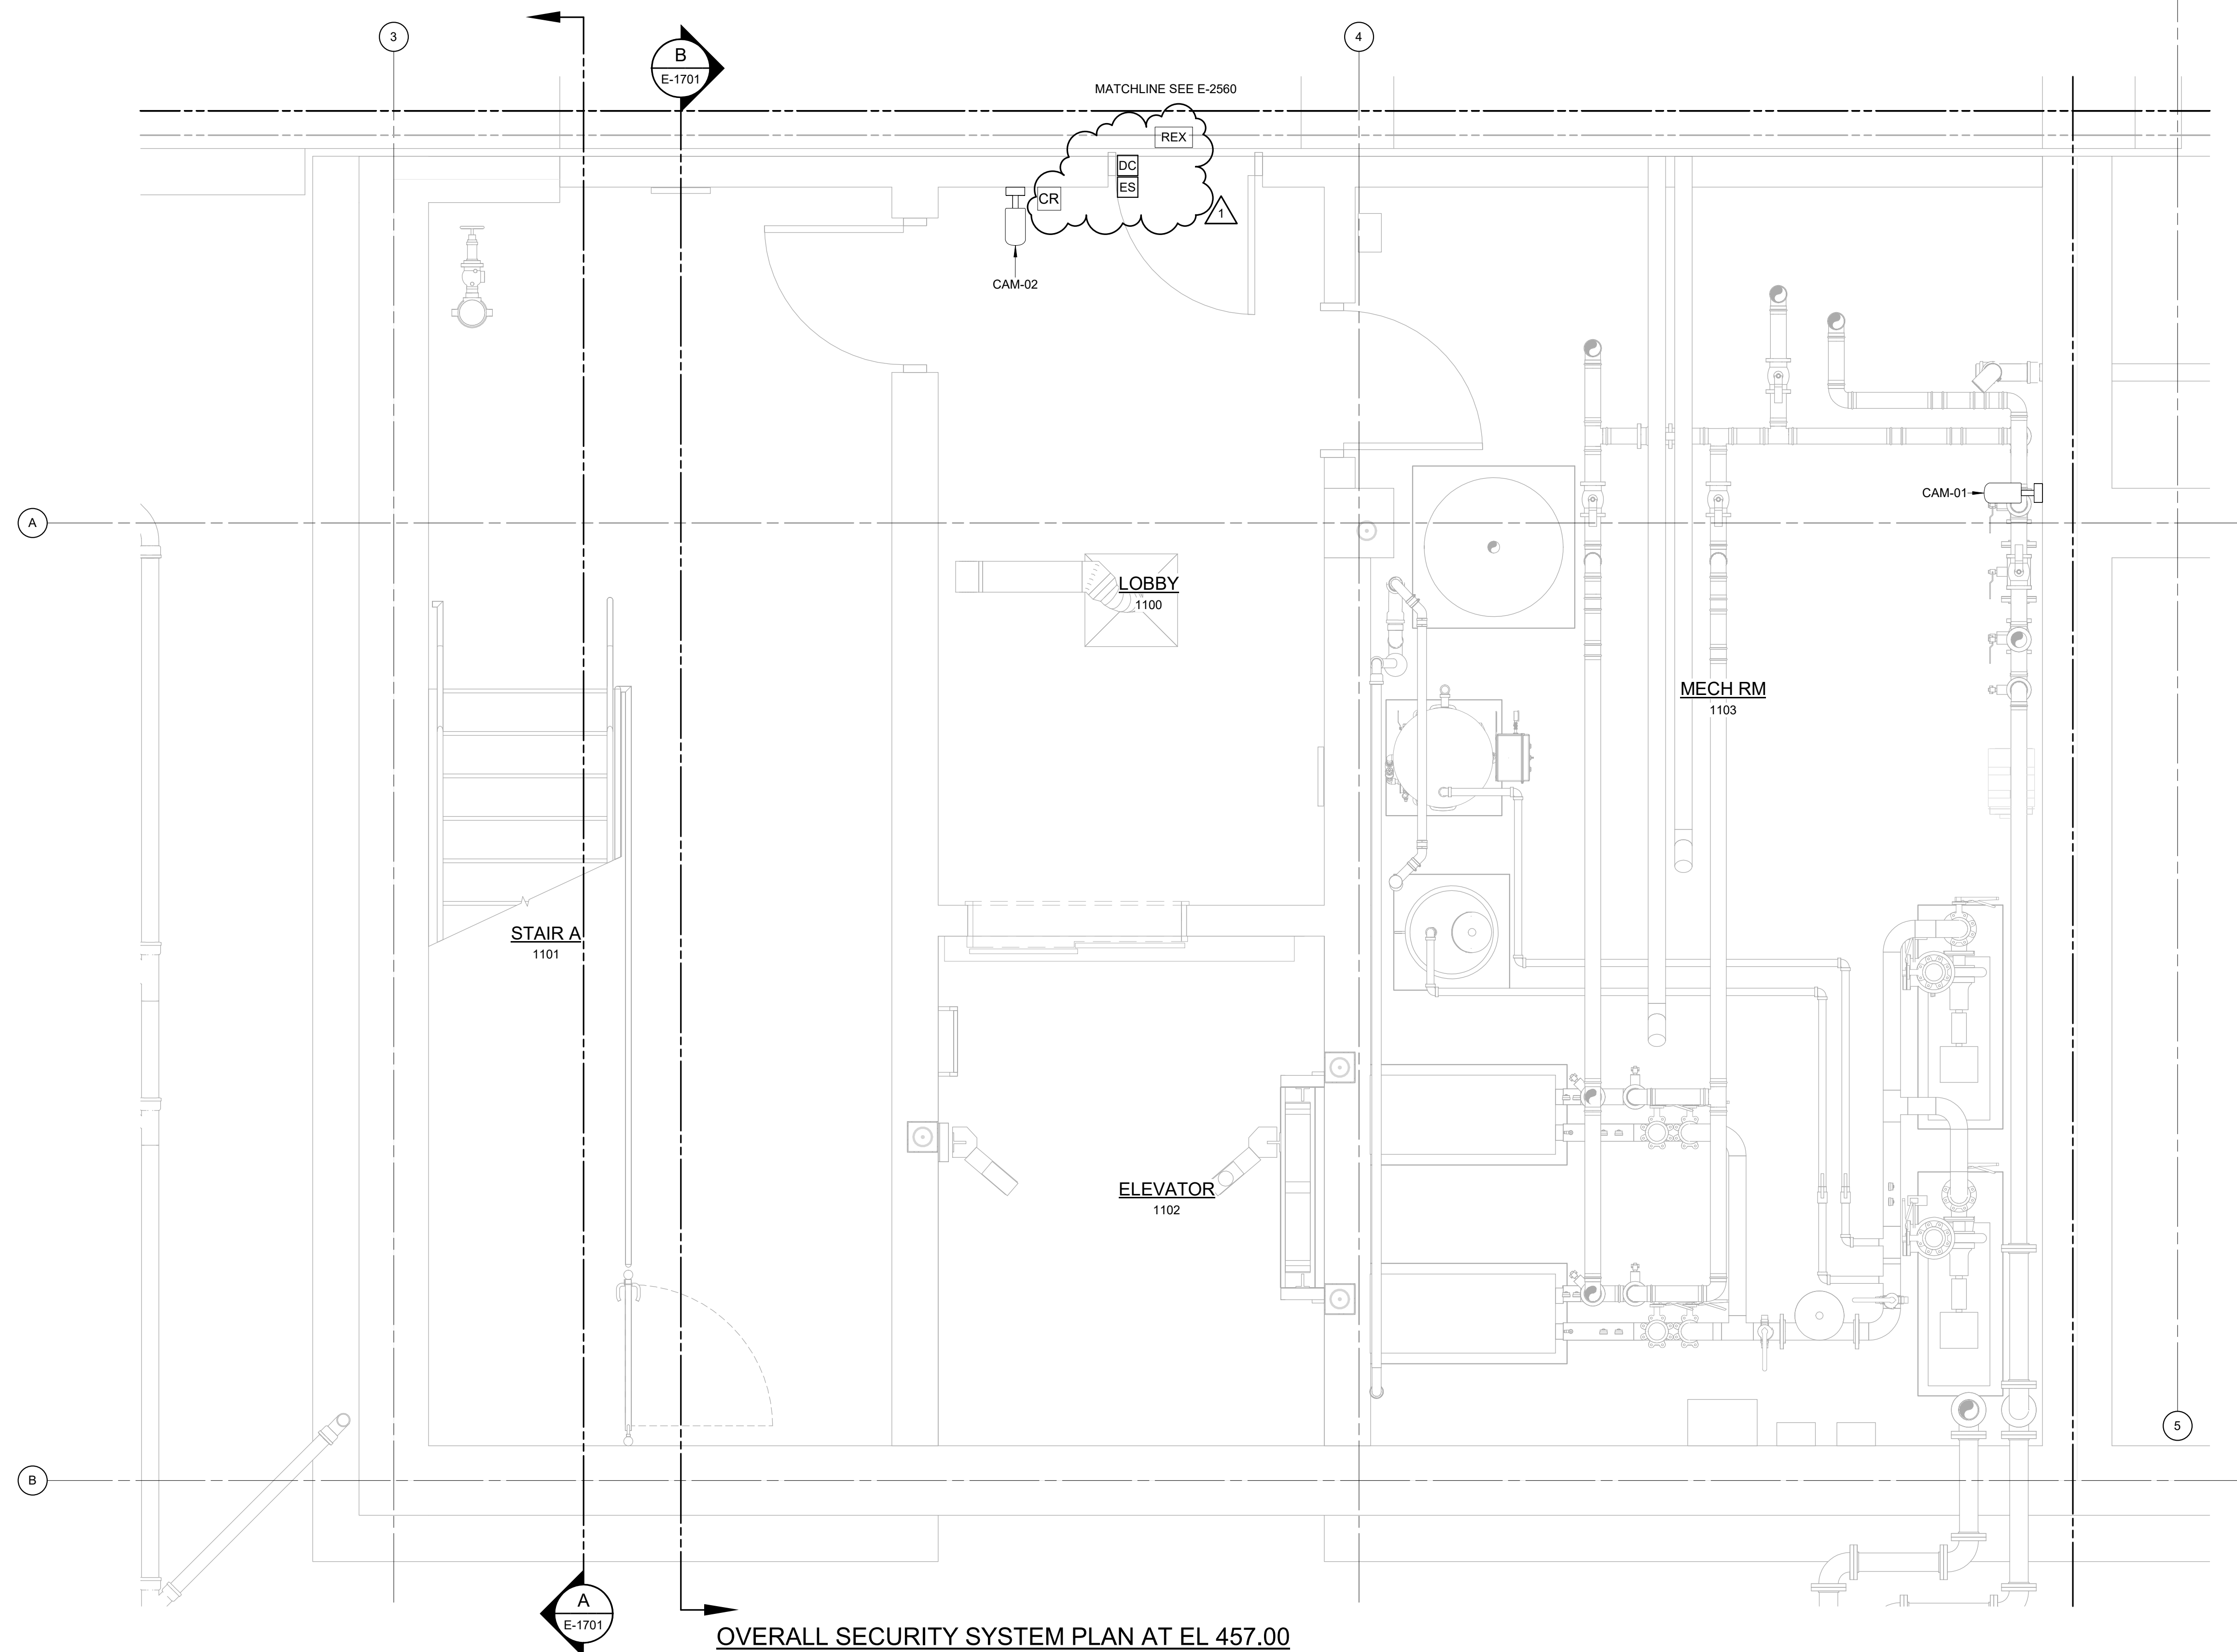 3
B
E-1701
4
MATCHLINE SEE E-2560
REX
DC
ES
CR
1
CAM-02
CAM-01
A
LOBBY
1100
MECH RM
1103
STAIR A
1101
ELEVATOR
1102
5
B
A
E-1701
OVERALL SECURITY SYSTEM PLAN AT EL 457.00